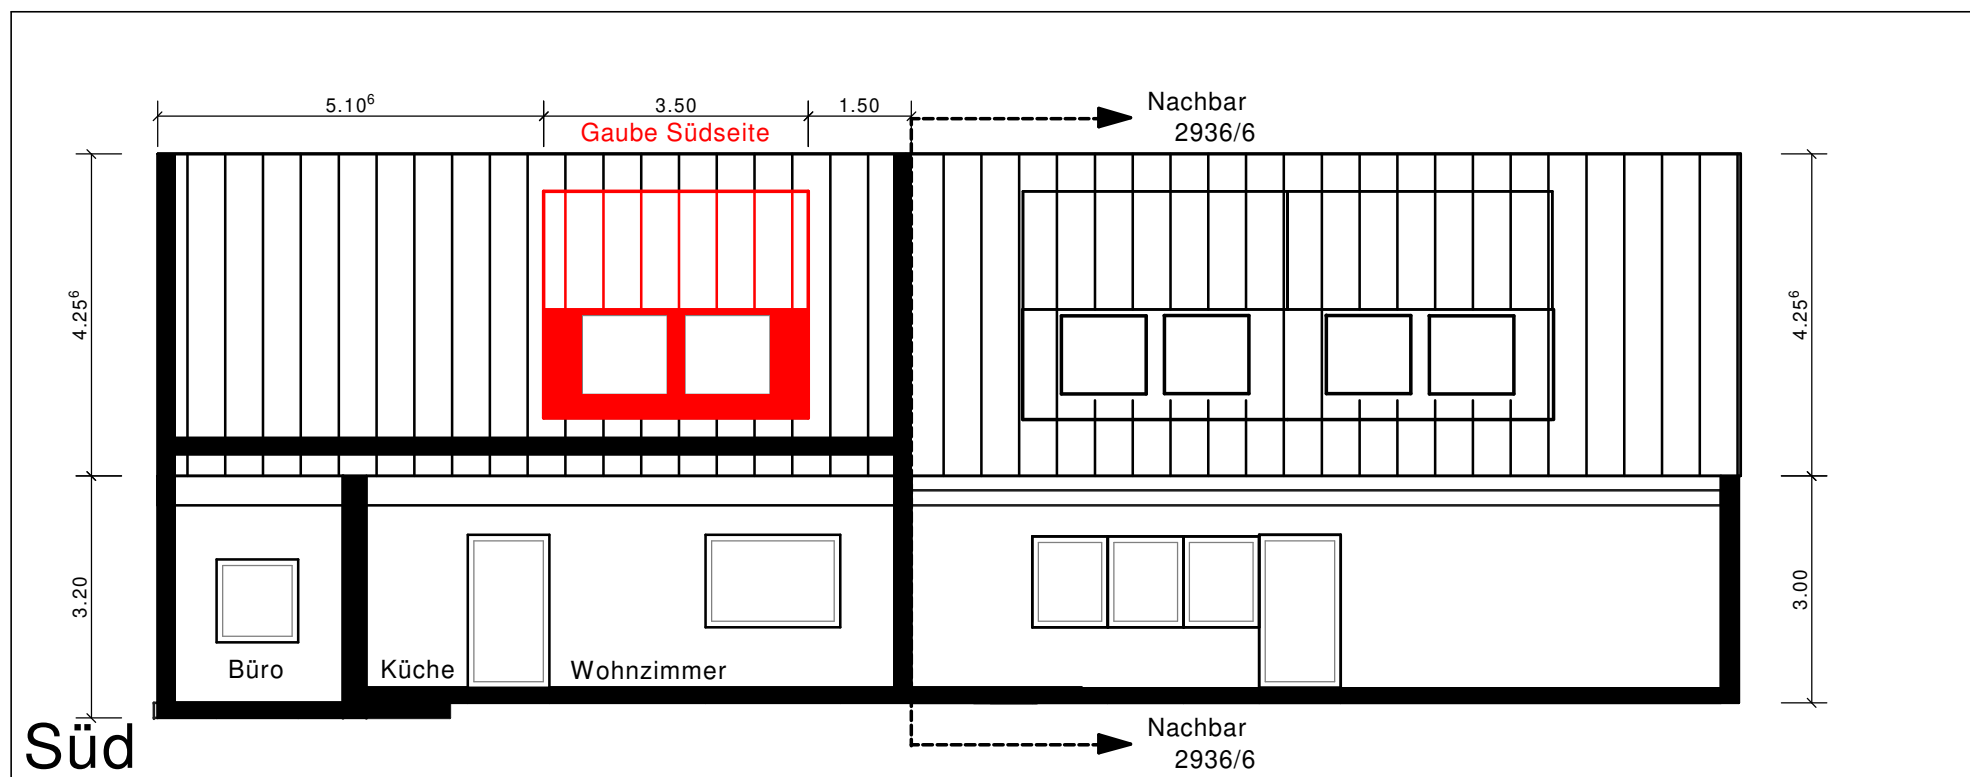 5.10⁶ 3.50 1.50
Gaube Südseite
Nachbar
2936/6
4.25⁶
4.25⁶
3.20
3.00
Büro Küche Wohnzimmer
Süd
Nachbar
2936/6